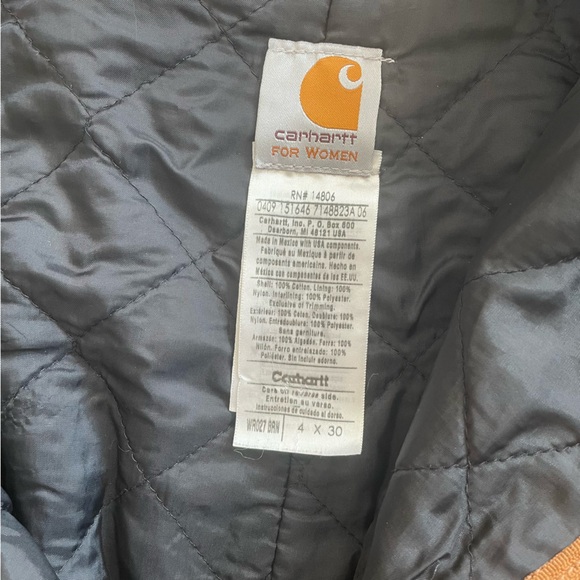 carhartt
FOR WOMEN
RN# 14806
0409 151646 7148823A 06
Carhartt, Inc. P. O. Box 600
Dearborn, MI 48121 USA
Made in Mexico with USA components.
Fabriqué au Mexique à partir de
composants américains. Hecho en
México con componentes de los EE.UU.
Shell: 100% Cotton. Lining: 100%
Nylon. Interlining: 100% Polyester.
Exclusive of Trimming.
Extérieur: 100% Coton. Doublure: 100%
Nylon. Entredoublure: 100% Polyester
Sans garniture.
Armazón: 100% Algodón. Forro: 100%
Nilón. Forro entrelazado: 100%
Poliéster. Sin incluir adorno.
Carhartt
Care on reverse side.
Entretien au verso.
Instrucciones de cuidado al dorso.
WR027 BRN 4 X 30